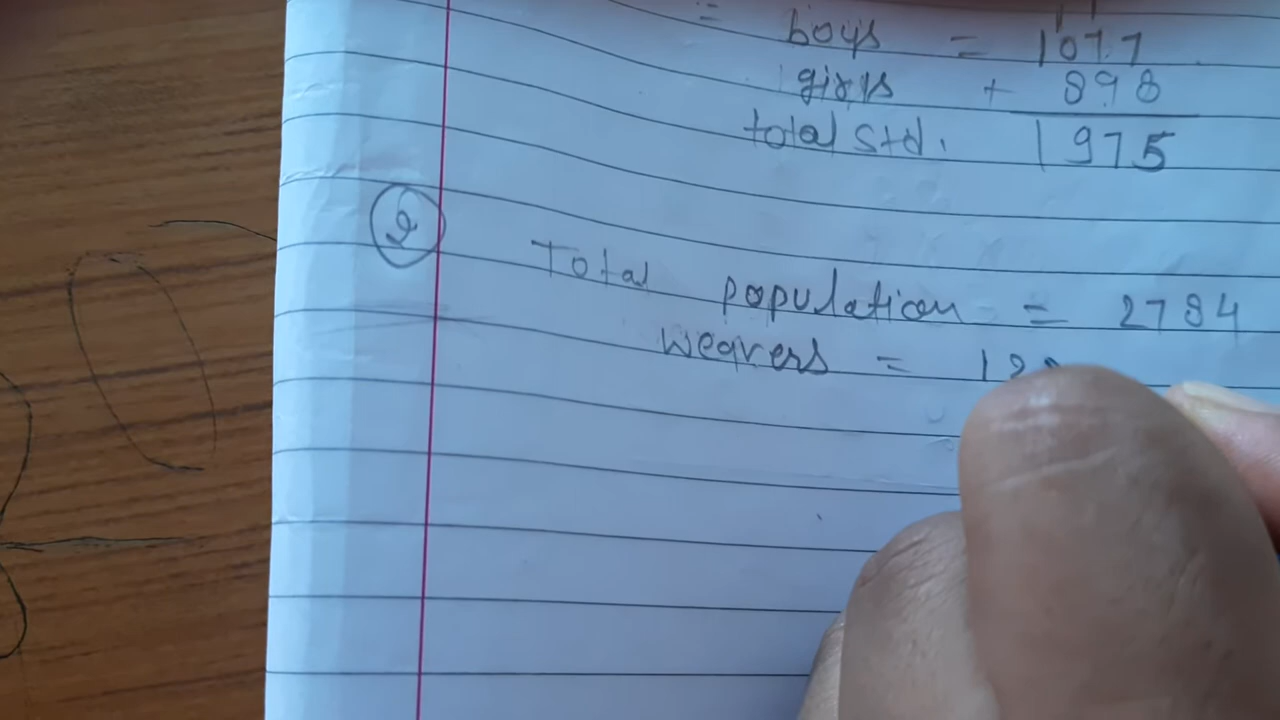 = boys = 1077
girls + 898
total std. 1975
2 Total population = 2784
weavers =